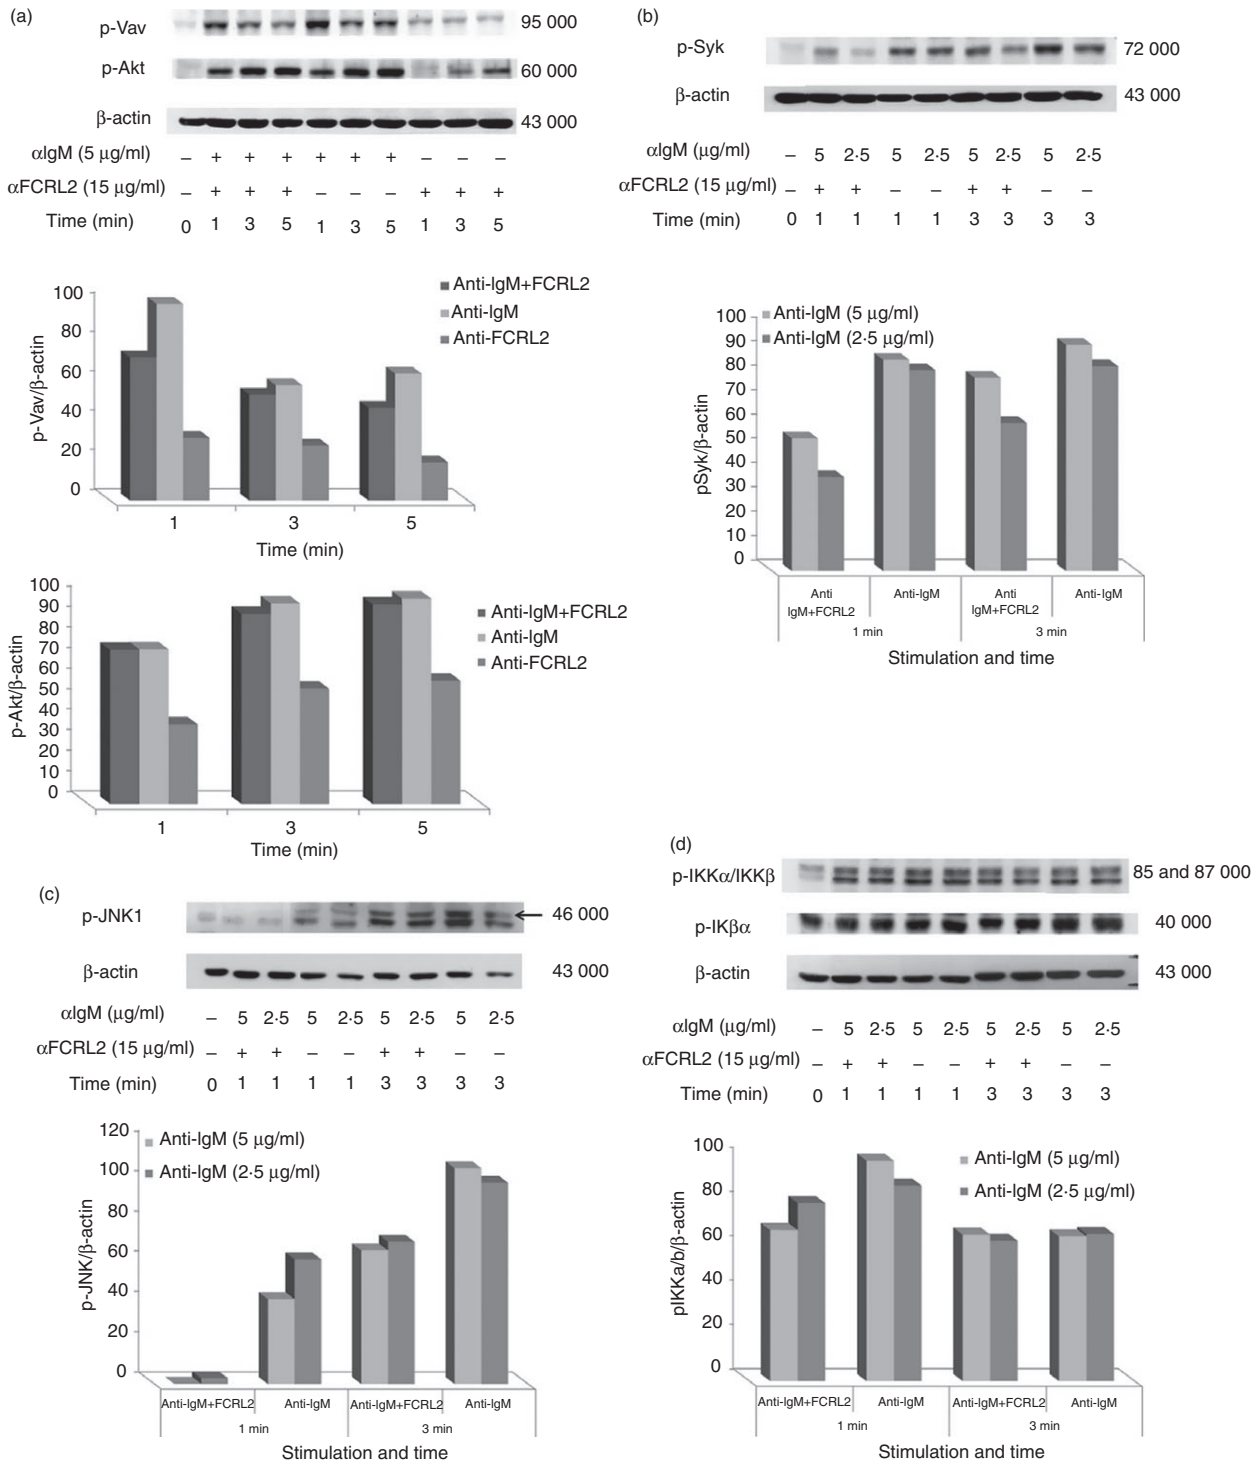 (a)
p-Vav 95 000
p-Akt 60 000
β-actin 43 000
αIgM (5 µg/ml) – + + + + + + – – –
αFCRL2 (15 µg/ml) – + + + – – – + + +
Time (min) 0 1 3 5 1 3 5 1 3 5
100
80
60
40
20
0
p-Vav/β-actin
Anti-IgM+FCRL2
Anti-IgM
Anti-FCRL2
1 3 5
Time (min)
100
90
80
70
60
50
40
30
20
10
0
p-Akt/β-actin
Anti-IgM+FCRL2
Anti-IgM
Anti-FCRL2
1 3 5
Time (min)
(b)
p-Syk 72 000
β-actin 43 000
αIgM (µg/ml) – 5 2·5 5 2·5 5 2·5 5 2·5
αFCRL2 (15 µg/ml) – + + – – + + – –
Time (min) 0 1 1 1 1 3 3 3 3
100
90
80
70
60
50
40
30
20
10
0
pSyk/β-actin
Anti-IgM (5 µg/ml)
Anti-IgM (2·5 µg/ml)
Anti Anti-IgM Anti Anti-IgM
IgM+FCRL2 IgM+FCRL2
1 min 3 min
Stimulation and time
(c)
p-JNK1 46 000
β-actin 43 000
αIgM (µg/ml) – 5 2·5 5 2·5 5 2·5 5 2·5
αFCRL2 (15 µg/ml) – + + – – + + – –
Time (min) 0 1 1 1 1 3 3 3 3
120
100
80
60
40
20
0
p-JNK/β-actin
Anti-IgM (5 µg/ml)
Anti-IgM (2·5 µg/ml)
Anti-IgM+FCRL2 Anti-IgM Anti-IgM+FCRL2 Anti-IgM
1 min 3 min
Stimulation and time
(d)
p-IKKα/IKKβ 85 and 87 000
p-IKβα 40 000
β-actin 43 000
αIgM (µg/ml) – 5 2·5 5 2·5 5 2·5 5 2·5
αFCRL2 (15 µg/ml) – + + – – + + – –
Time (min) 0 1 1 1 1 3 3 3 3
100
80
60
40
20
0
pIKKa/b/β-actin
Anti-IgM (5 µg/ml)
Anti-IgM (2·5 µg/ml)
Anti-IgM+FCRL2 Anti-IgM Anti-IgM+FCRL2 Anti-IgM
1 min 3 min
Stimulation and time